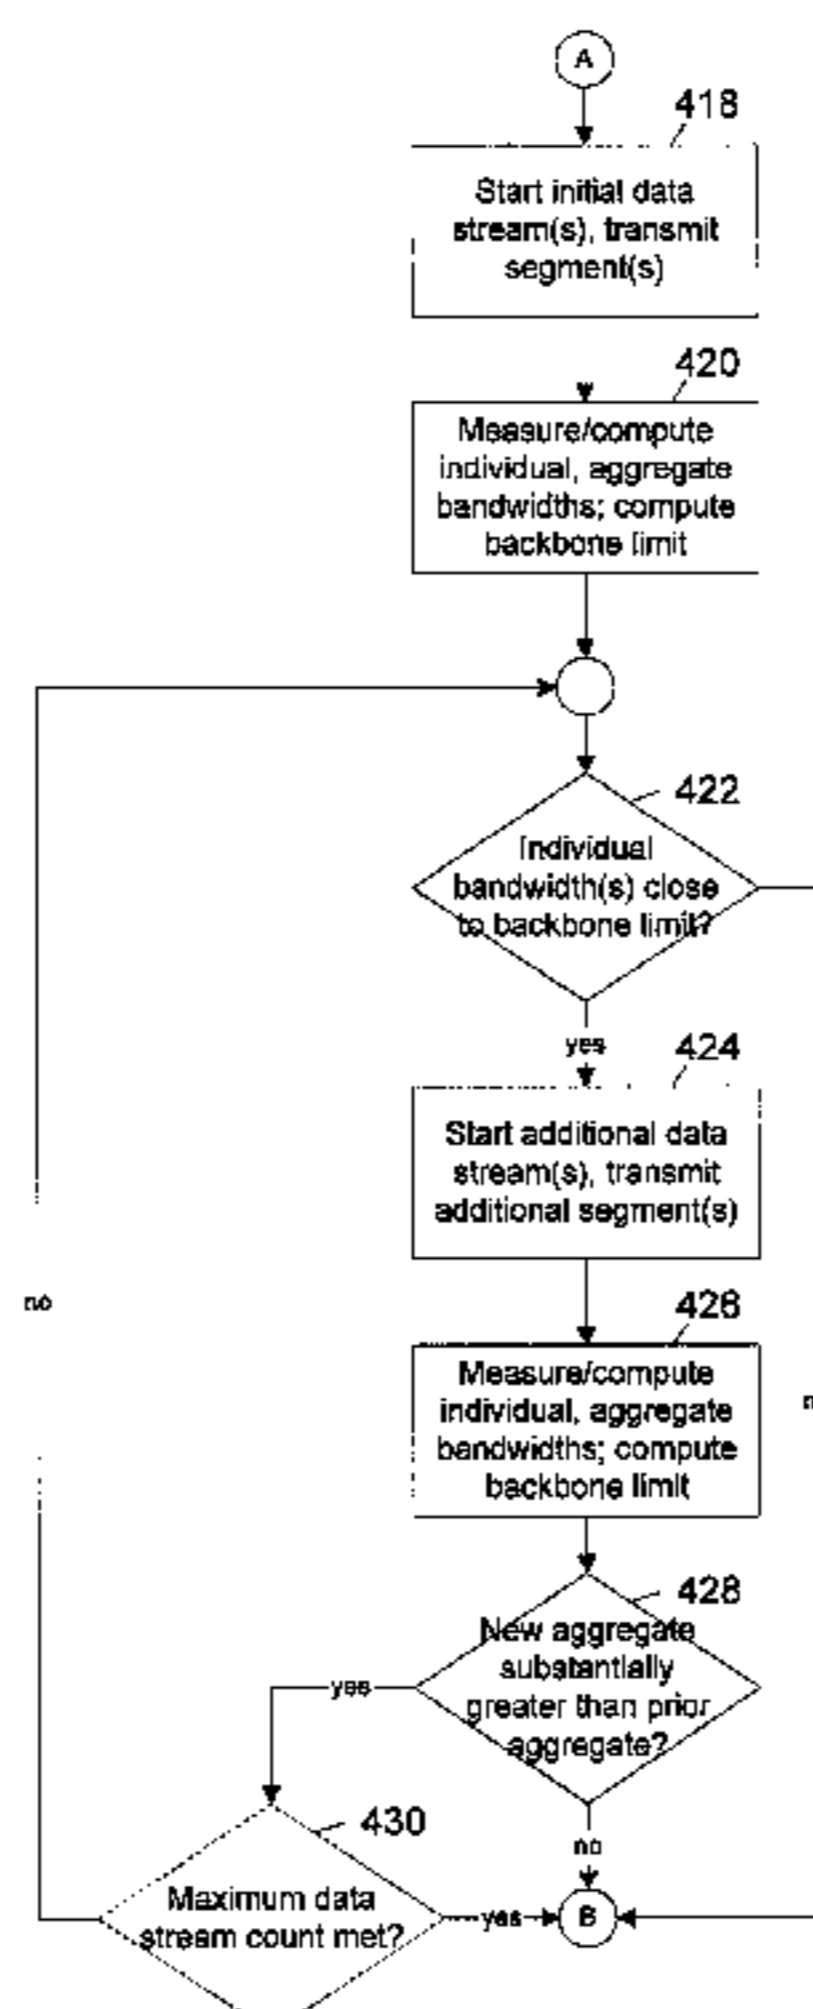 A
418
Start initial data
stream(s), transmit
segment(s)
420
Measure/compute
individual, aggregate
bandwidths; compute
backbone limit
422
Individual
bandwidth(s) close
to backbone limit?
yes
424
Start additional data
stream(s), transmit
additional segment(s)
no
426
Measure/compute
individual, aggregate
bandwidths; compute
backbone limit
428
New aggregate
substantially
greater than prior
aggregate?
yes
430
no
Maximum data
stream count met?
yes
B